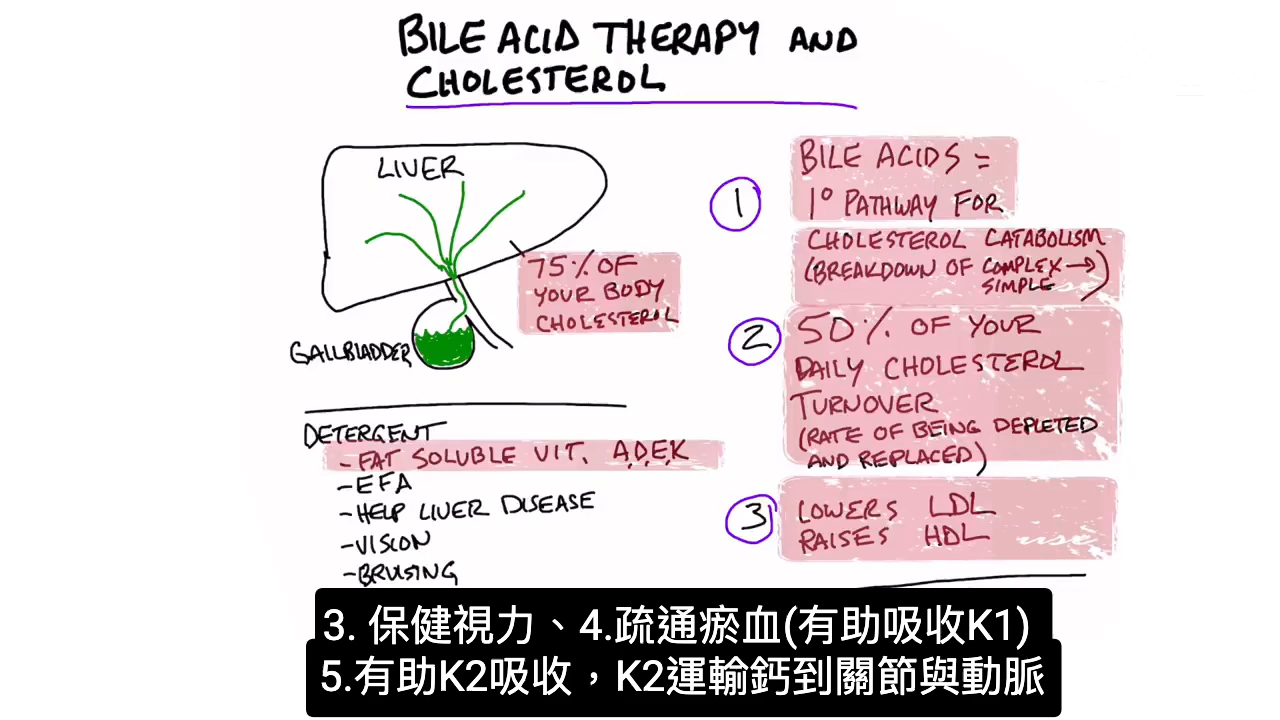 BILE ACID THERAPY AND
CHOLESTEROL
LIVER
75% OF
YOUR BODY
CHOLESTEROL
GALLBLADDER
DETERGENT
- FAT SOLUBLE VIT. A,D,E,K
- EFA
- HELP LIVER DISEASE
- VISION
- BRUISING
1
BILE ACIDS =
1° PATHWAY FOR
CHOLESTEROL CATABOLISM
(BREAKDOWN OF COMPLEX →
SIMPLE)
2
50% OF YOUR
DAILY CHOLESTEROL
TURNOVER
(RATE OF BEING DEPLETED
AND REPLACED)
3
LOWERS LDL
RAISES HDL
use
3. 保健視力、4.疏通瘀血(有助吸收K1)
5.有助K2吸收，K2運輸鈣到關節與動脈